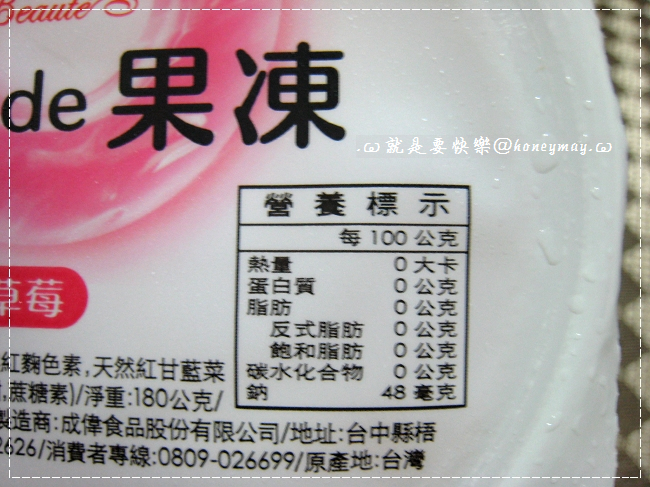 Beauté
de 果凍
.ω 就是要快樂@honeymay.ω
營養標示
每 100 公克
熱量 0 大卡
蛋白質 0 公克
脂肪 0 公克
反式脂肪 0 公克
飽和脂肪 0 公克
碳水化合物 0 公克
鈉 48 毫克
草莓
紅麴色素,天然紅甘藍菜
,蔗糖素)/淨重:180公克/
製造商:成偉食品股份有限公司/地址:台中縣梧
2626/消費者專線:0809-026699/原產地:台灣